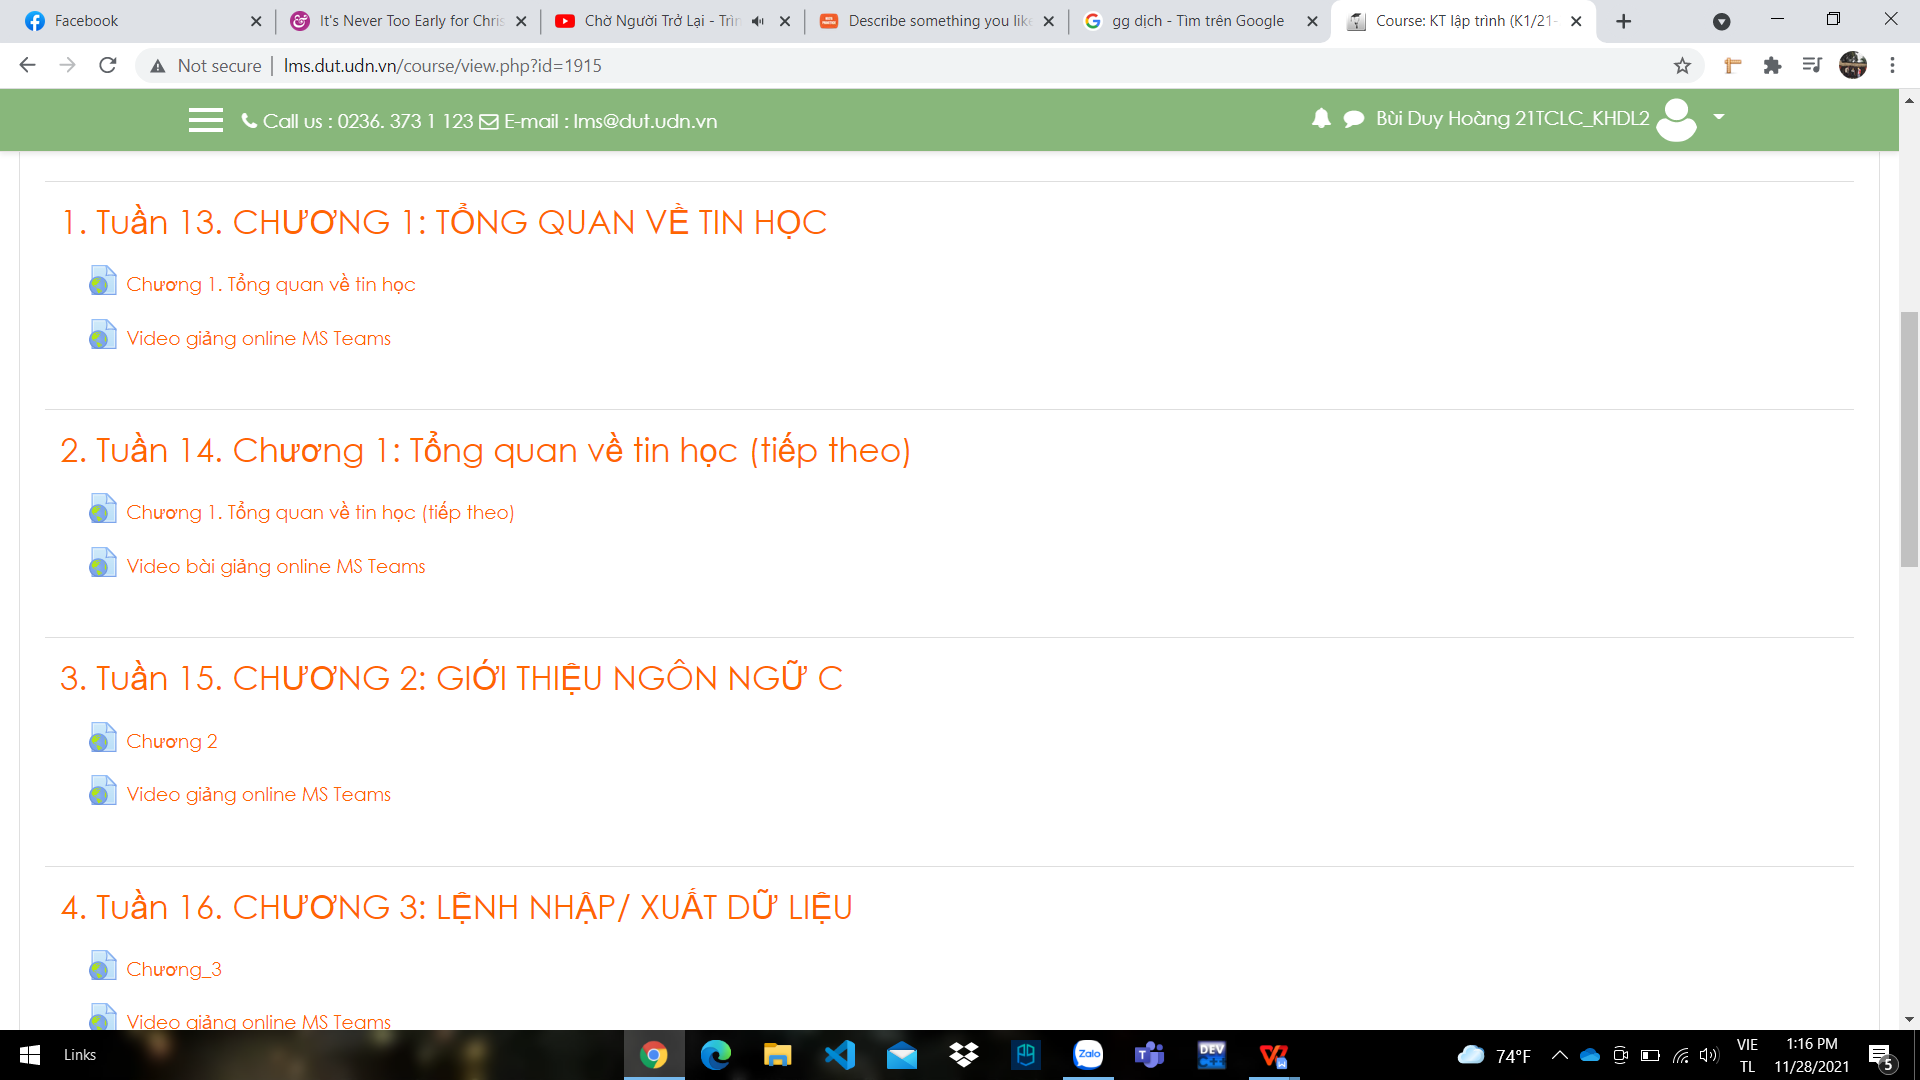 Facebook
It's Never Too Early for Chris
Chờ Người Trở Lại - Trìn
Describe something you like
gg dịch - Tìm trên Google
Course: KT lập trình (K1/21-
Not secure | lms.dut.udn.vn/course/view.php?id=1915
Call us : 0236. 373 1 123 E-mail : lms@dut.udn.vn
Bùi Duy Hoàng 21TCLC_KHDL2
1. Tuần 13. CHƯƠNG 1: TỔNG QUAN VỀ TIN HỌC
Chương 1. Tổng quan về tin học
Video giảng online MS Teams
2. Tuần 14. Chương 1: Tổng quan về tin học (tiếp theo)
Chương 1. Tổng quan về tin học (tiếp theo)
Video bài giảng online MS Teams
3. Tuần 15. CHƯƠNG 2: GIỚI THIỆU NGÔN NGỮ C
Chương 2
Video giảng online MS Teams
4. Tuần 16. CHƯƠNG 3: LỆNH NHẬP/ XUẤT DỮ LIỆU
Chương_3
Video giảng online MS Teams
Links
Zalo
DEV
74°F
VIE
TL
1:16 PM
11/28/2021
5